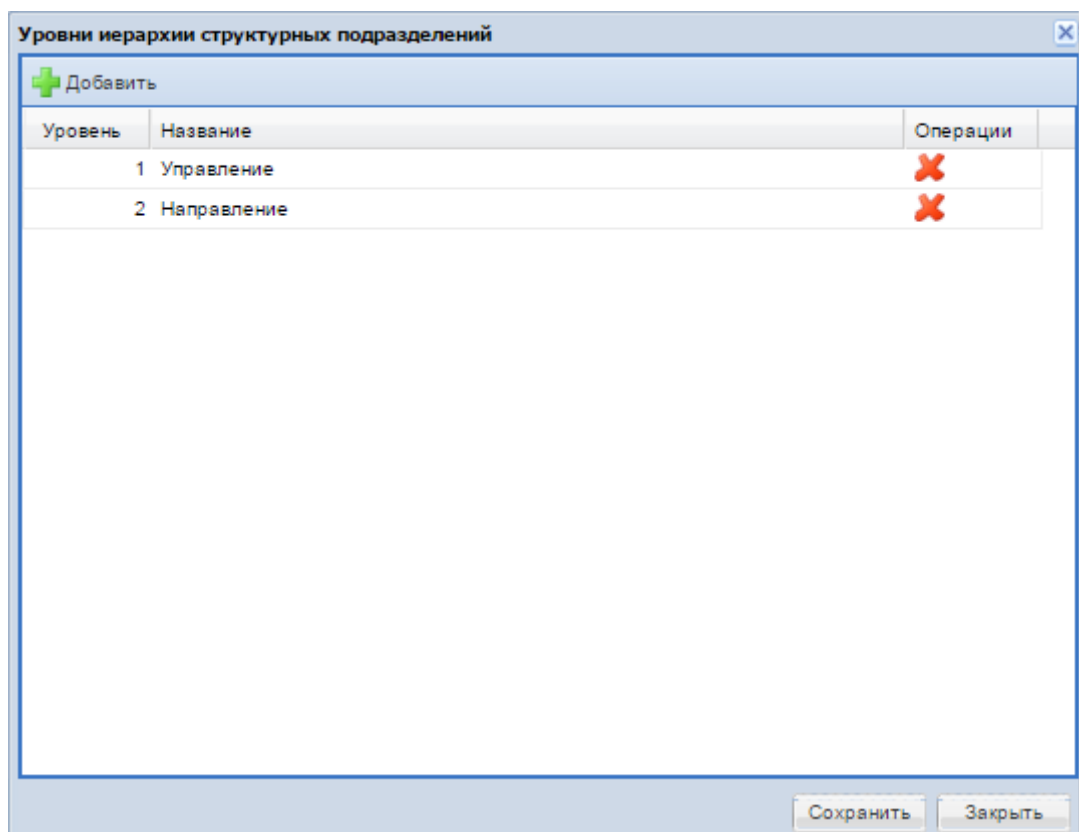 Уровни иерархии структурных подразделений
Добавить
Уровень Название Операции
1 Управление
2 Направление
Сохранить Закрыть